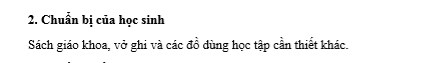 2. Chuẩn bị của học sinh
Sách giáo khoa, vở ghi và các đồ dùng học tập cần thiết khác.